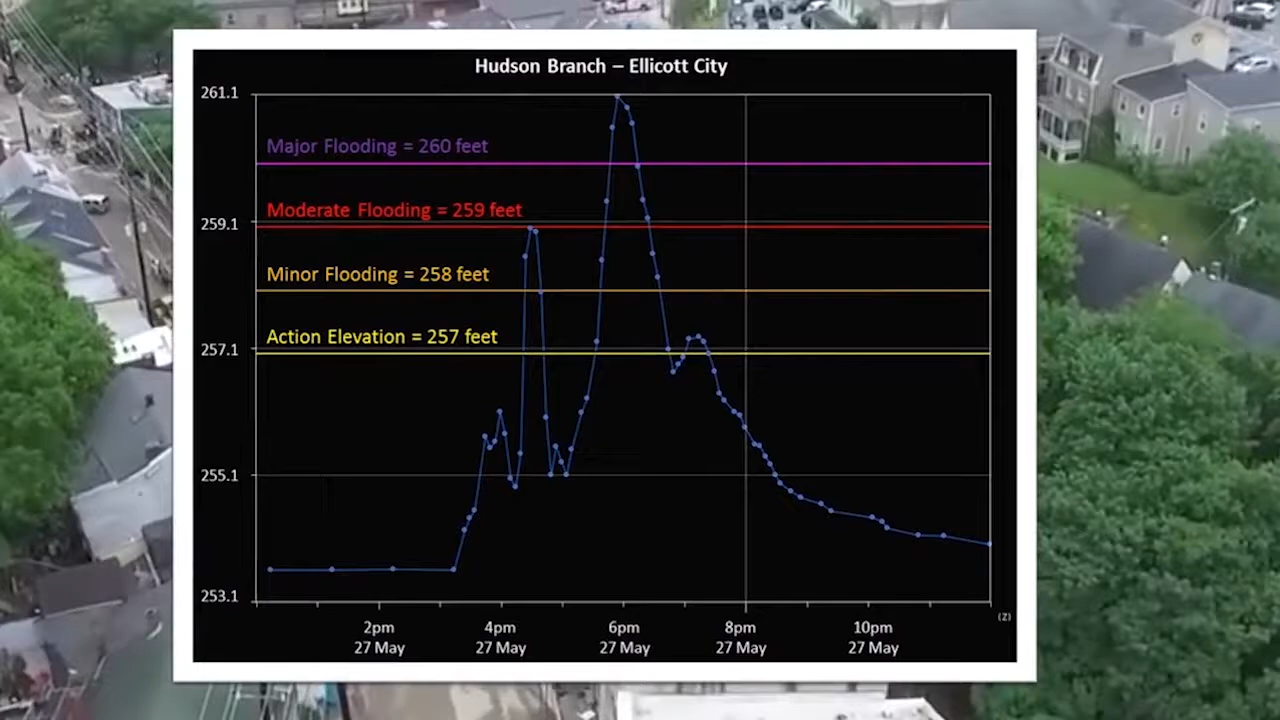 Hudson Branch – Ellicott City
261.1
Major Flooding = 260 feet
Moderate Flooding = 259 feet
259.1
Minor Flooding = 258 feet
Action Elevation = 257 feet
257.1
255.1
253.1
(Z)
2pm 4pm 6pm 8pm 10pm
27 May 27 May 27 May 27 May 27 May